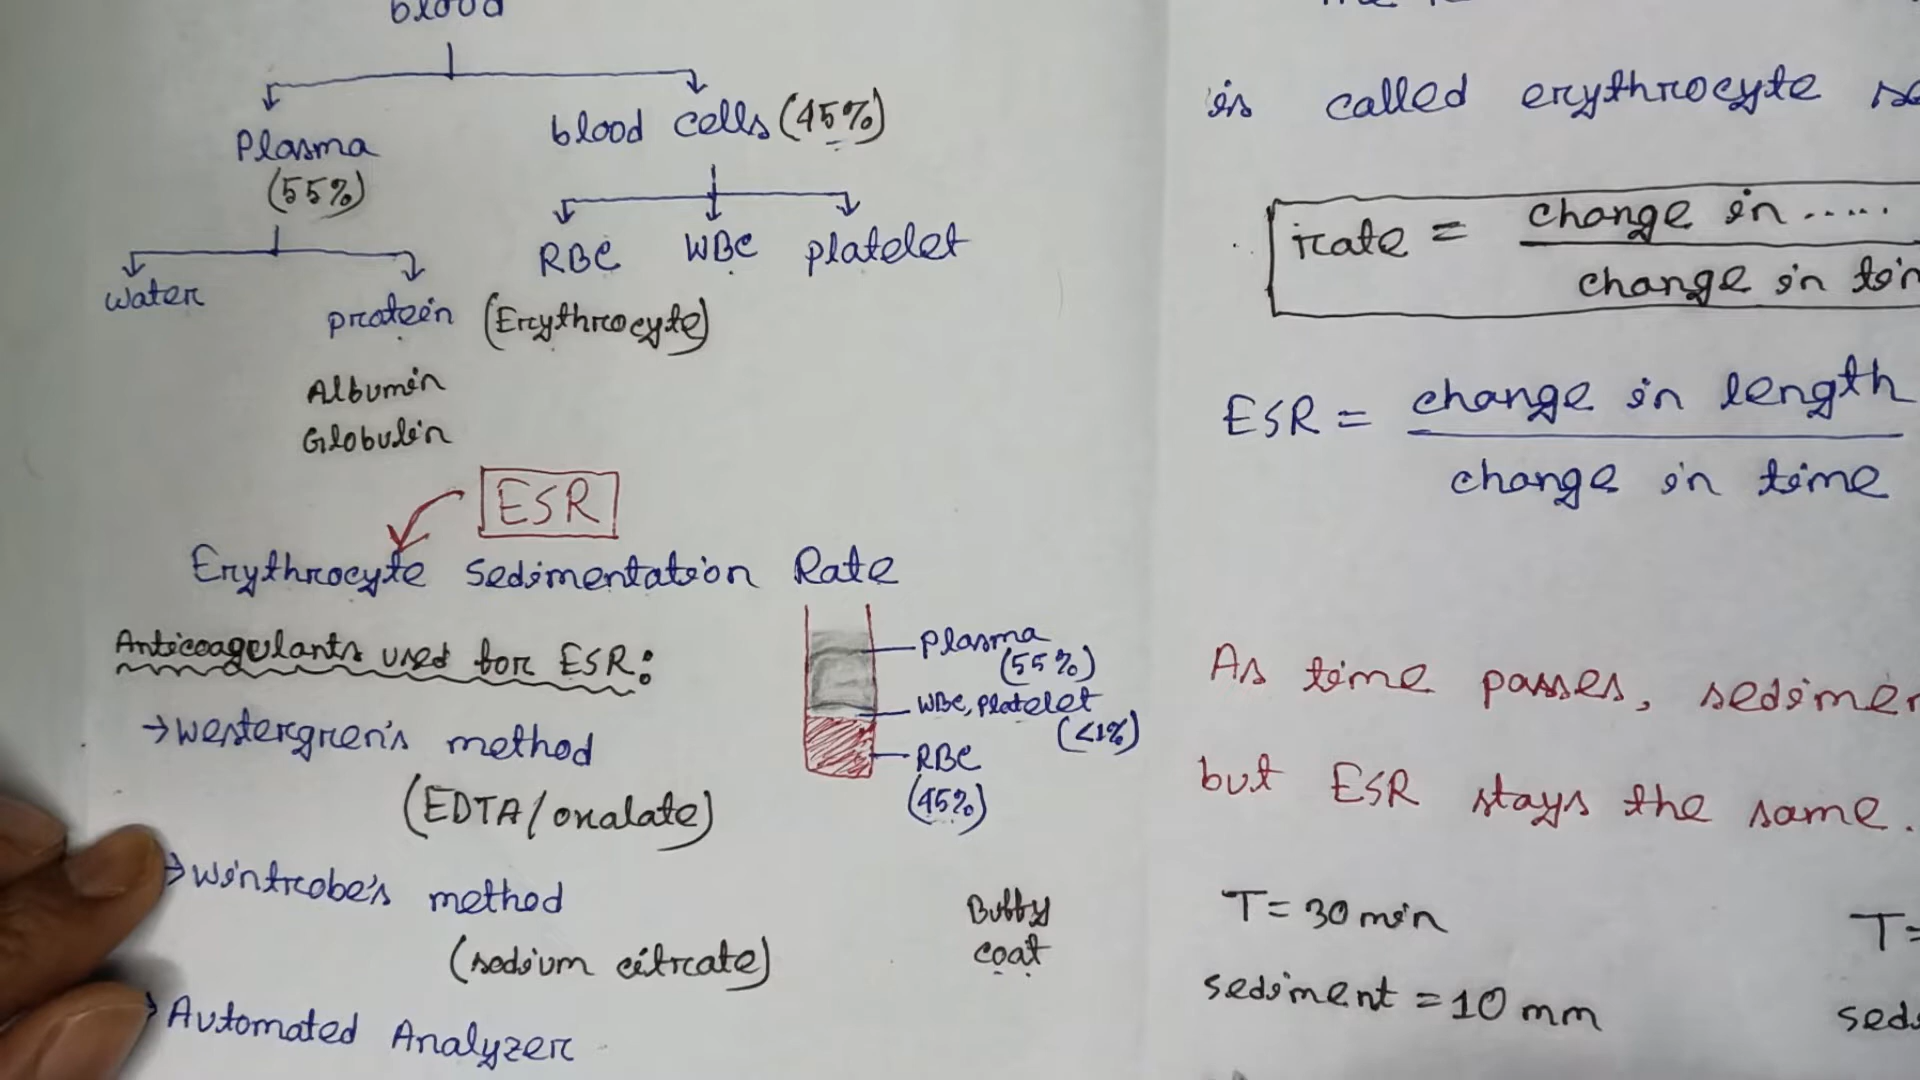 blood
Plasma
(55%)
blood cells (45%)
water
protein
Albumin
Globulin
RBC
WBC
platelet
(Erythrocyte)
ESR
Erythrocyte sedimentation Rate
Anticoagulants used for ESR:
→ Westergren's method
(EDTA/oxalate)
→ Wintrobe's method
(sodium citrate)
→ Automated Analyzer
Plasma
(55%)
WBC, Platelet
(<1%)
RBC
(45%)
Buffy
coat
is called erythrocyte
rate = change in .....
change in
ESR = change in length
change in time
As time passes,
but ESR stays the same.
T = 30 min
sediment = 10 mm
T =